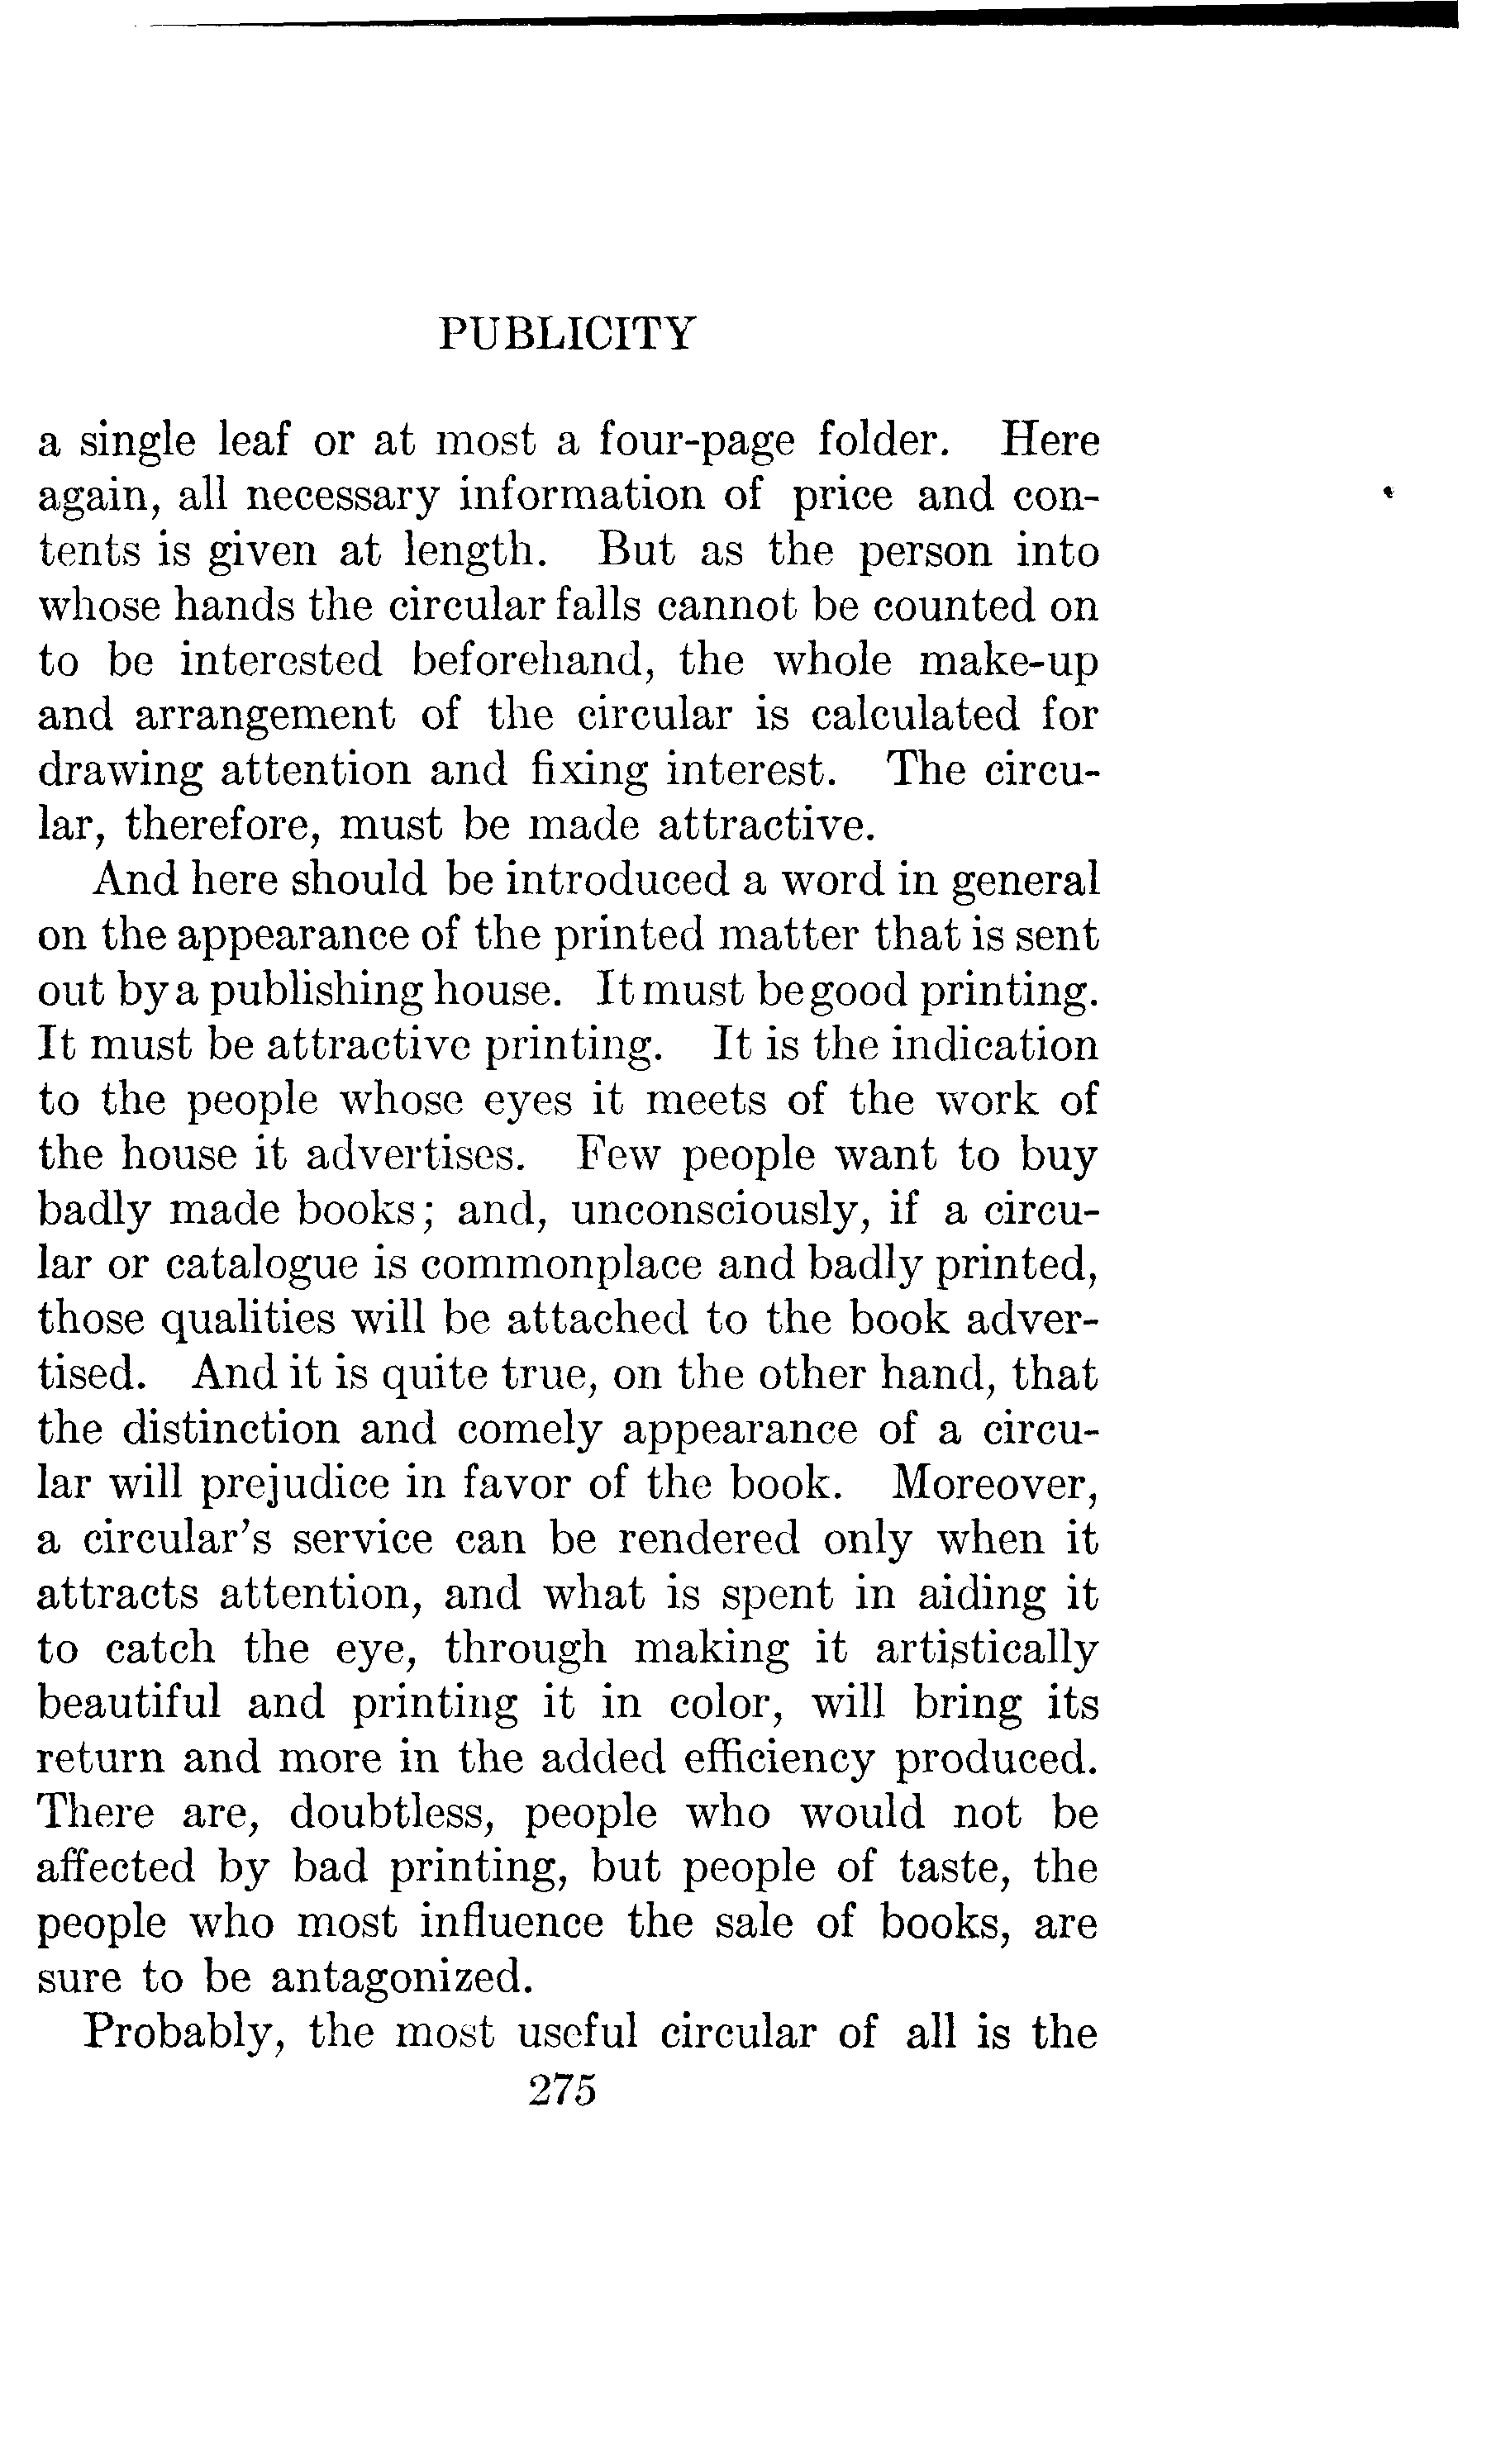 PUBLICITY
a single leaf or at most a four-page folder. Here
again, all necessary information of price and con-
tents is given at length. But as the person into
whose hands the circular falls cannot be counted on
to be interested beforehand, the whole make-up
and arrangement of the circular is calculated for
drawing attention and fixing interest. The circu-
lar, therefore, must be made attractive.
And here should be introduced a word in general
on the appearance of the printed matter that is sent
out by a publishing house. It must be good printing.
It must be attractive printing. It is the indication
to the people whose eyes it meets of the work of
the house it advertises. Few people want to buy
badly made books; and, unconsciously, if a circu-
lar or catalogue is commonplace and badly printed,
those qualities will be attached to the book adver-
tised. And it is quite true, on the other hand, that
the distinction and comely appearance of a circu-
lar will prejudice in favor of the book. Moreover,
a circular's service can be rendered only when it
attracts attention, and what is spent in aiding it
to catch the eye, through making it artistically
beautiful and printing it in color, will bring its
return and more in the added efficiency produced.
There are, doubtless, people who would not be
affected by bad printing, but people of taste, the
people who most influence the sale of books, are
sure to be antagonized.
Probably, the most useful circular of all is the
275